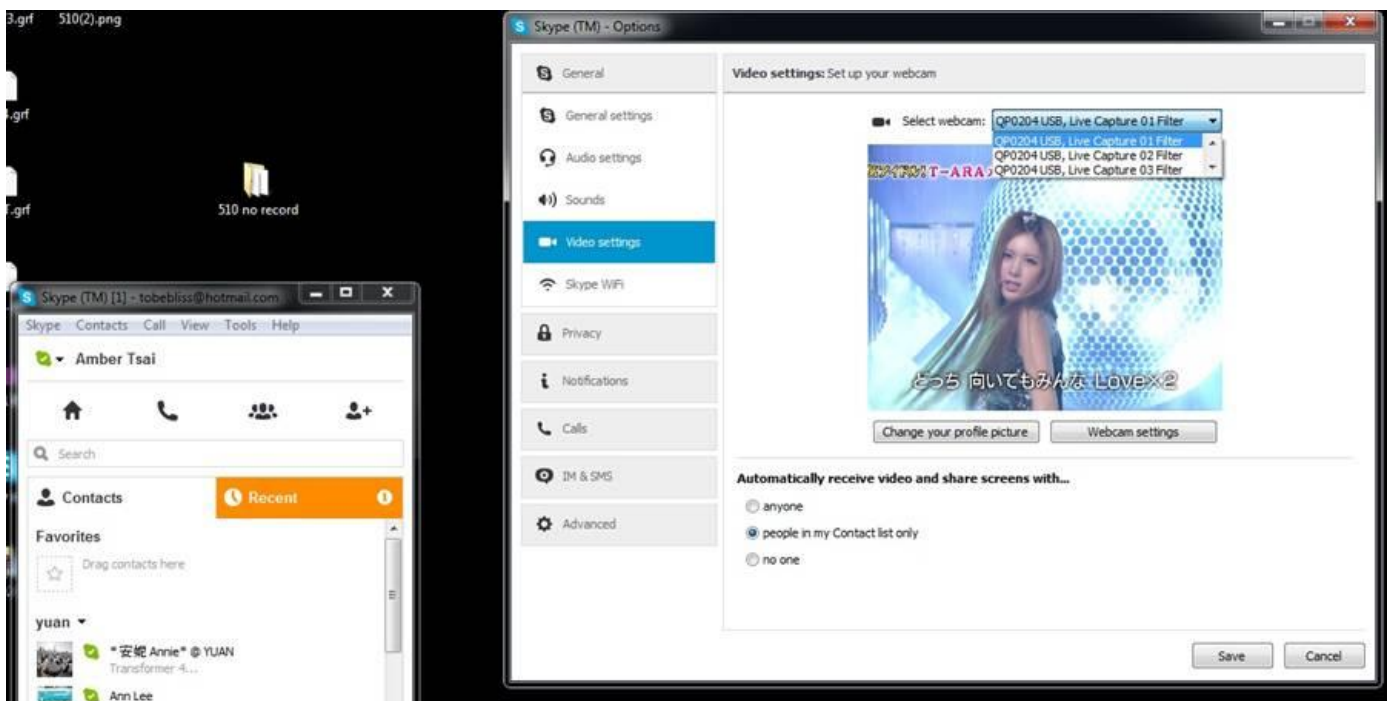 3.grf
510(2).png
.grf
.grf
510 no record
Skype (TM) [1] - tobebliss@hotmail.com
Skype Contacts Call View Tools Help
Amber Tsai
Search
Contacts
Recent
Favorites
Drag contacts here
yuan
*安妮 Annie* @ YUAN
Transformer 4...
Ann Lee
Skype (TM) - Options
General
General settings
Audio settings
Sounds
Video settings
Skype WiFi
Privacy
Notifications
Calls
IM & SMS
Advanced
Video settings: Set up your webcam
Select webcam: QP0204 USB, Live Capture 01 Filter
QP0204 USB, Live Capture 01 Filter
QP0204 USB, Live Capture 02 Filter
QP0204 USB, Live Capture 03 Filter
T-ARA
どっち 向いてもみんな Love×2
Change your profile picture
Webcam settings
Automatically receive video and share screens with...
anyone
people in my Contact list only
no one
Save
Cancel